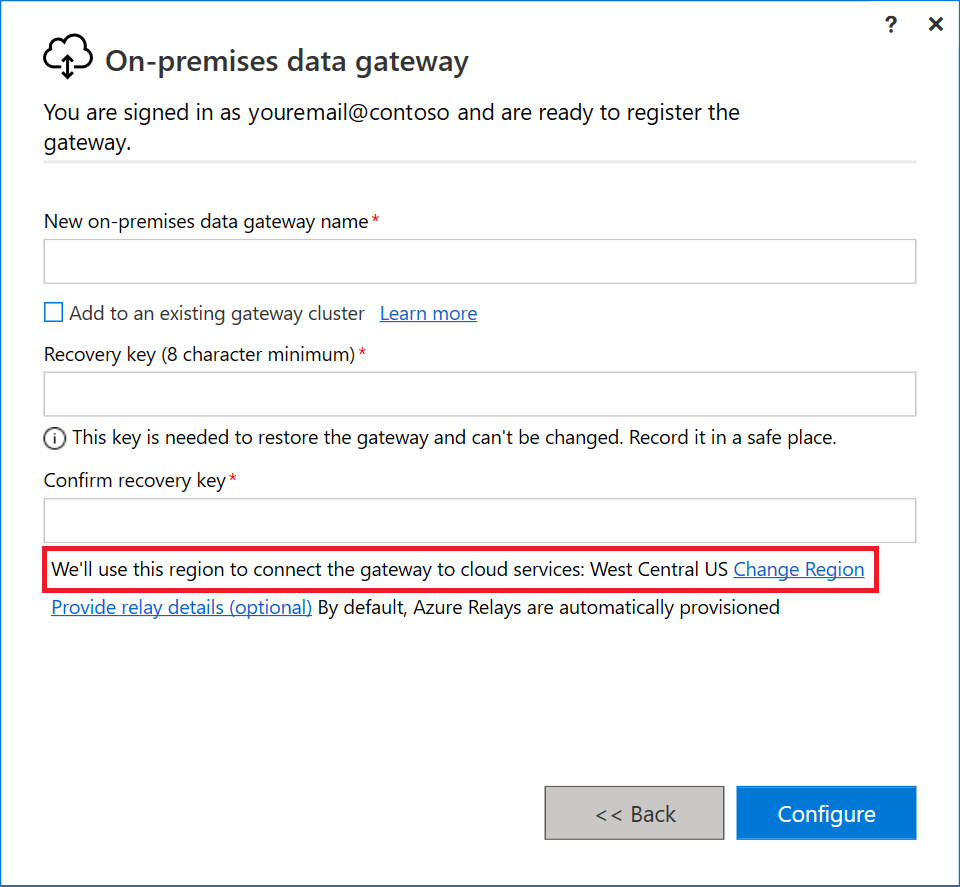 ?
On-premises data gateway
You are signed in as youremail@contoso and are ready to register the
gateway.
New on-premises data gateway name*
Add to an existing gateway cluster Learn more
Recovery key (8 character minimum)*
This key is needed to restore the gateway and can't be changed. Record it in a safe place.
Confirm recovery key*
We'll use this region to connect the gateway to cloud services: West Central US Change Region
Provide relay details (optional) By default, Azure Relays are automatically provisioned
<< Back
Configure